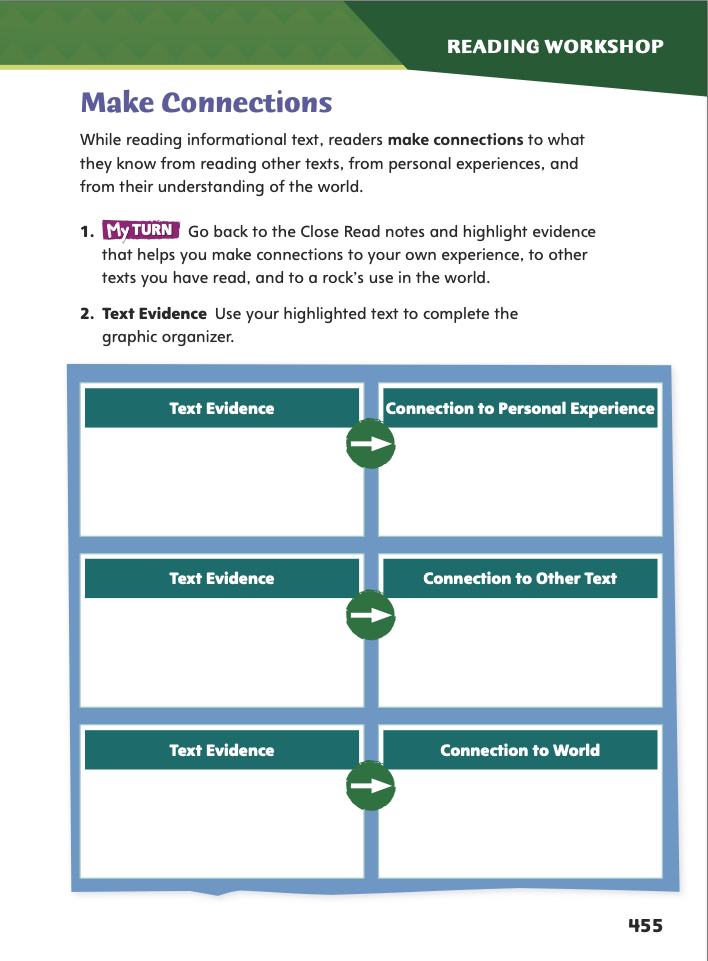 READING WORKSHOP
Make Connections
While reading informational text, readers make connections to what
they know from reading other texts, from personal experiences, and
from their understanding of the world.
1. My TURN Go back to the Close Read notes and highlight evidence
that helps you make connections to your own experience, to other
texts you have read, and to a rock's use in the world.
2. Text Evidence Use your highlighted text to complete the
graphic organizer.
Text Evidence
Connection to Personal Experience
Text Evidence
Connection to Other Text
Text Evidence
Connection to World
455